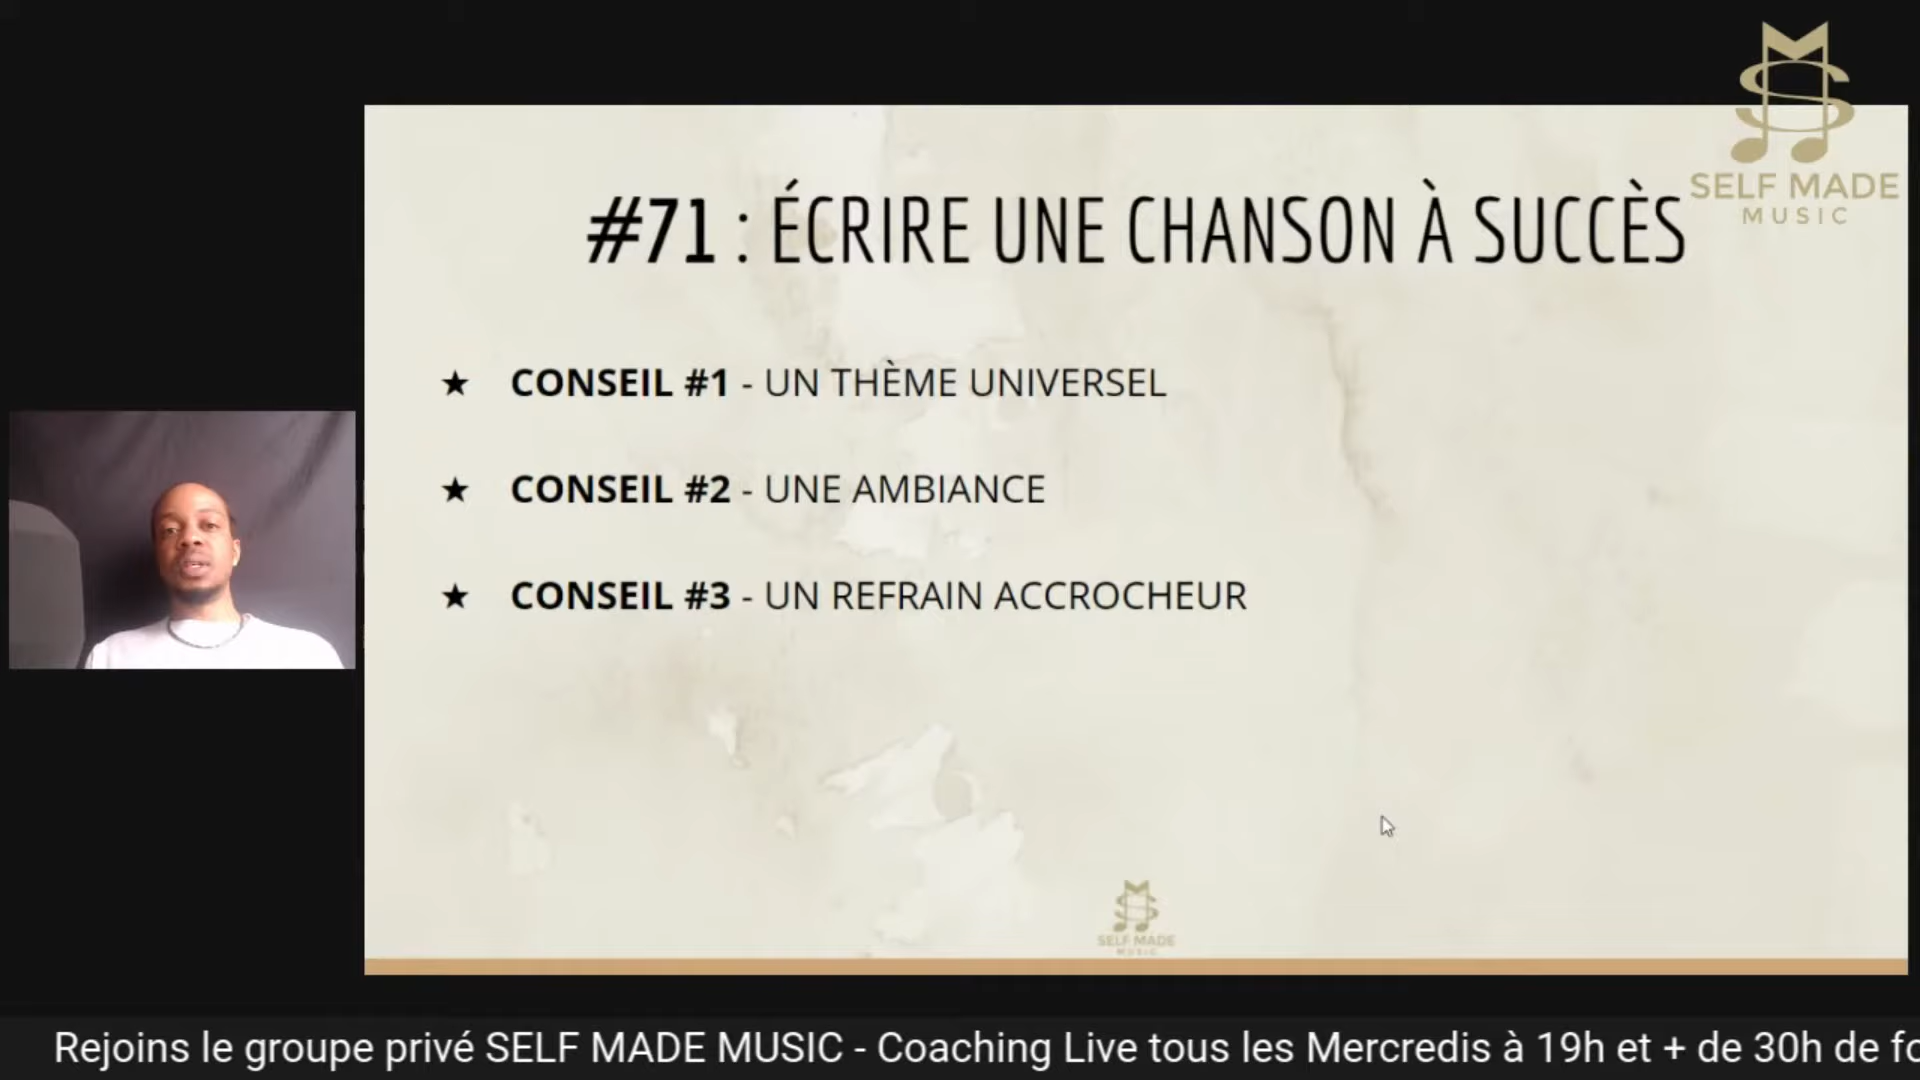 SELF MADE
MUSIC
#71 : ÉCRIRE UNE CHANSON À SUCCÈS
★ CONSEIL #1 - UN THÈME UNIVERSEL
★ CONSEIL #2 - UNE AMBIANCE
★ CONSEIL #3 - UN REFRAIN ACCROCHEUR
SELF MADE
MUSIC
Rejoins le groupe privé SELF MADE MUSIC - Coaching Live tous les Mercredis à 19h et + de 30h de fo